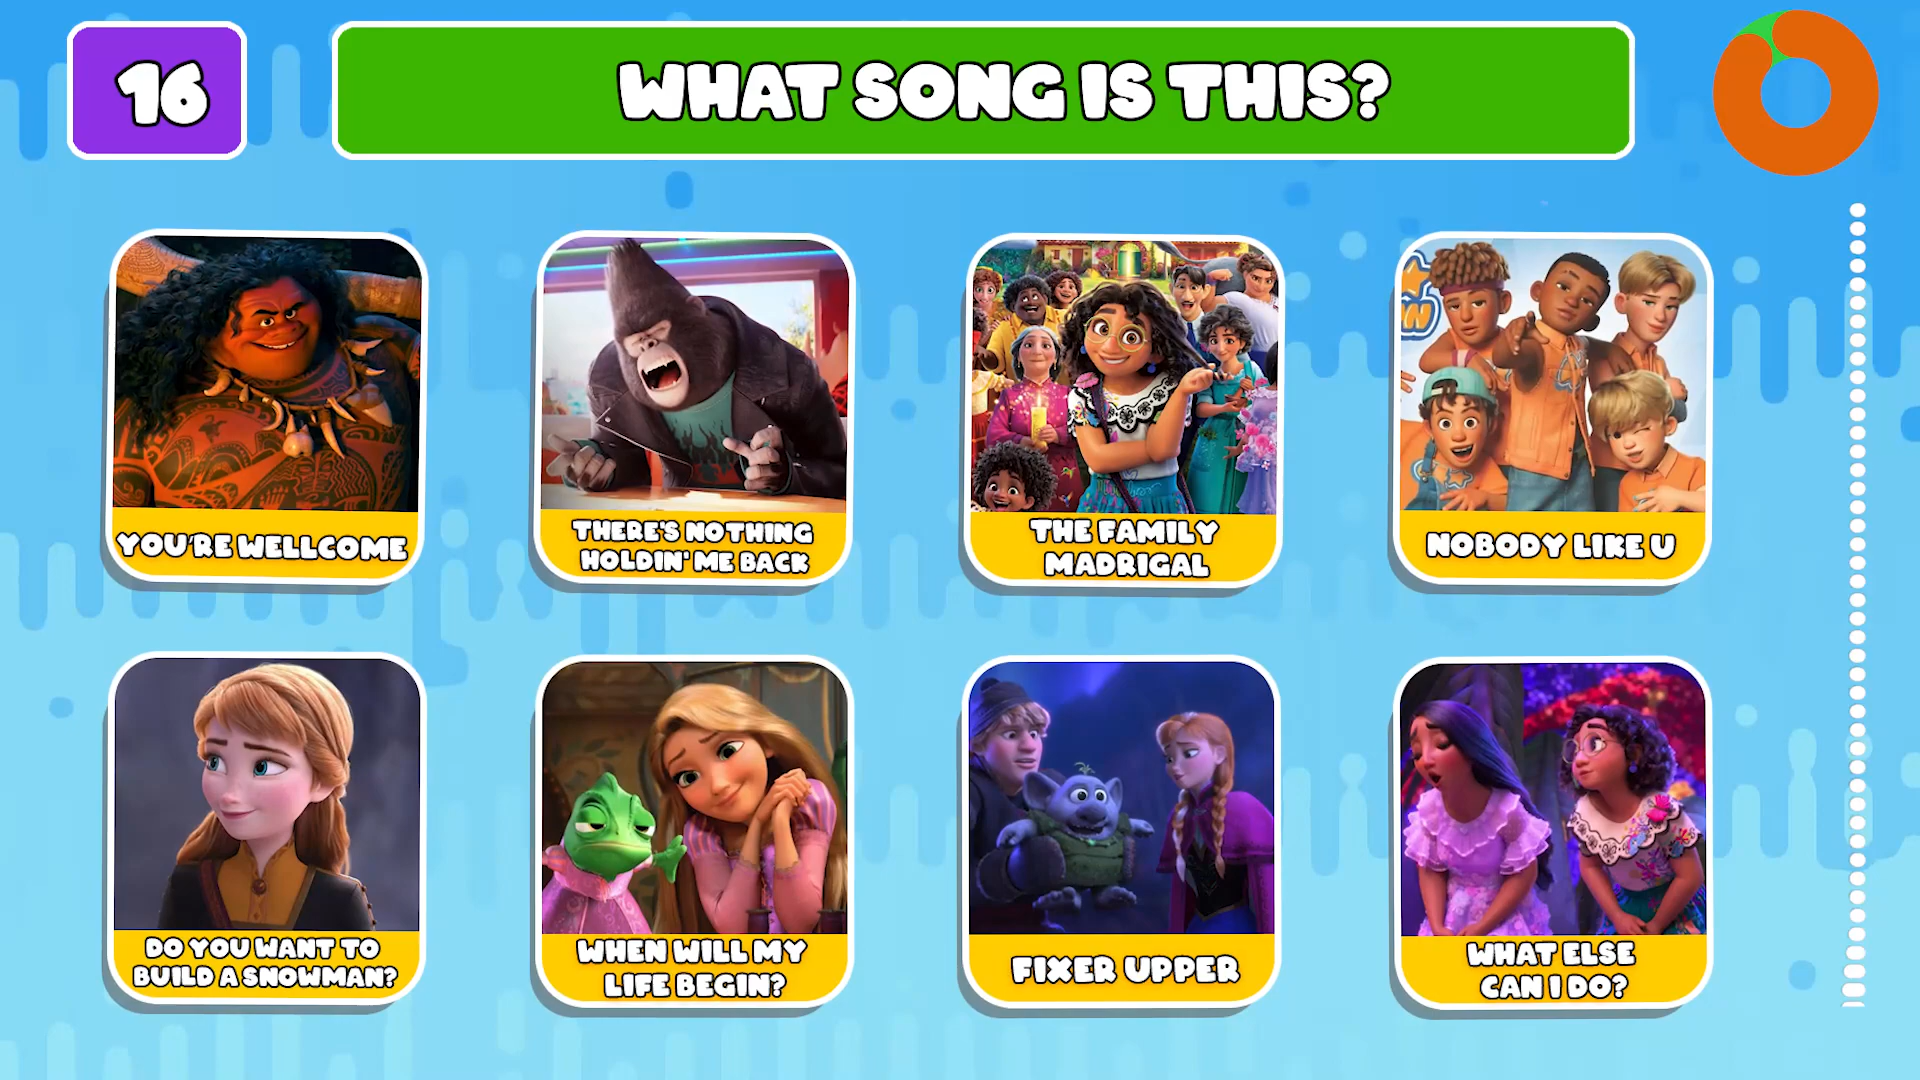 16
WHAT SONG IS THIS?
YOU'RE WELLCOME
THERE'S NOTHING
HOLDIN' ME BACK
THE FAMILY
MADRIGAL
NOBODY LIKE U
DO YOU WANT TO
BUILD A SNOWMAN?
WHEN WILL MY
LIFE BEGIN?
FIXER UPPER
WHAT ELSE
CAN I DO?